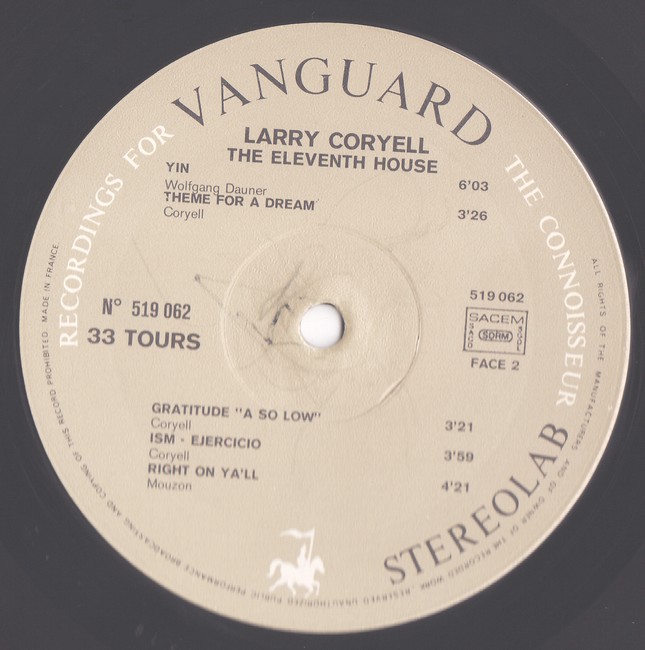 RECORDINGS FOR VANGUARD THE CONNOISSEUR
LARRY CORYELL
THE ELEVENTH HOUSE
YIN 6'03
Wolfgang Dauner
THEME FOR A DREAM 3'26
Coryell
N° 519 062
33 TOURS
519 062
SACEM
SACD SDRM SGDL
FACE 2
GRATITUDE "A SO LOW" 3'21
Coryell
ISM - EJERCICIO 3'59
Coryell
RIGHT ON YA'LL 4'21
Mouzon
STEREOLAB
ALL RIGHTS OF THE MANUFACTURERS AND OF OWNER OF THE RECORDED WORK RESERVED UNAUTHORIZED PUBLIC PERFORMANCE BROADCASTING AND COPYING OF THIS RECORD PROHIBITED. MADE IN FRANCE